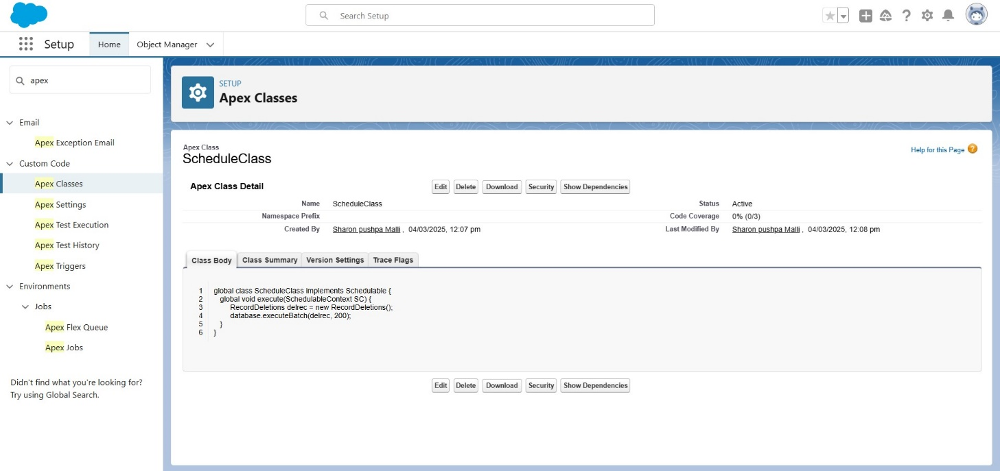 Search Setup
Setup
Home
Object Manager
apex
Email
Apex Exception Email
Custom Code
Apex Classes
Apex Settings
Apex Test Execution
Apex Test History
Apex Triggers
Environments
Jobs
Apex Flex Queue
Apex Jobs
Didn't find what you're looking for?
Try using Global Search.
SETUP
Apex Classes
Apex Class
ScheduleClass
Help for this Page ?
Apex Class Detail
Edit Delete Download Security Show Dependencies
Name ScheduleClass Status Active
Namespace Prefix Code Coverage 0% (0/3)
Created By Sharon pushpa Malli , 04/03/2025, 12:07 pm Last Modified By Sharon pushpa Malli , 04/03/2025, 12:08 pm
Class Body Class Summary Version Settings Trace Flags
1 global class ScheduleClass implements Schedulable {
2 global void execute(SchedulableContext SC) {
3 RecordDeletions delrec = new RecordDeletions();
4 database.executeBatch(delrec, 200);
5 }
6 }
Edit Delete Download Security Show Dependencies